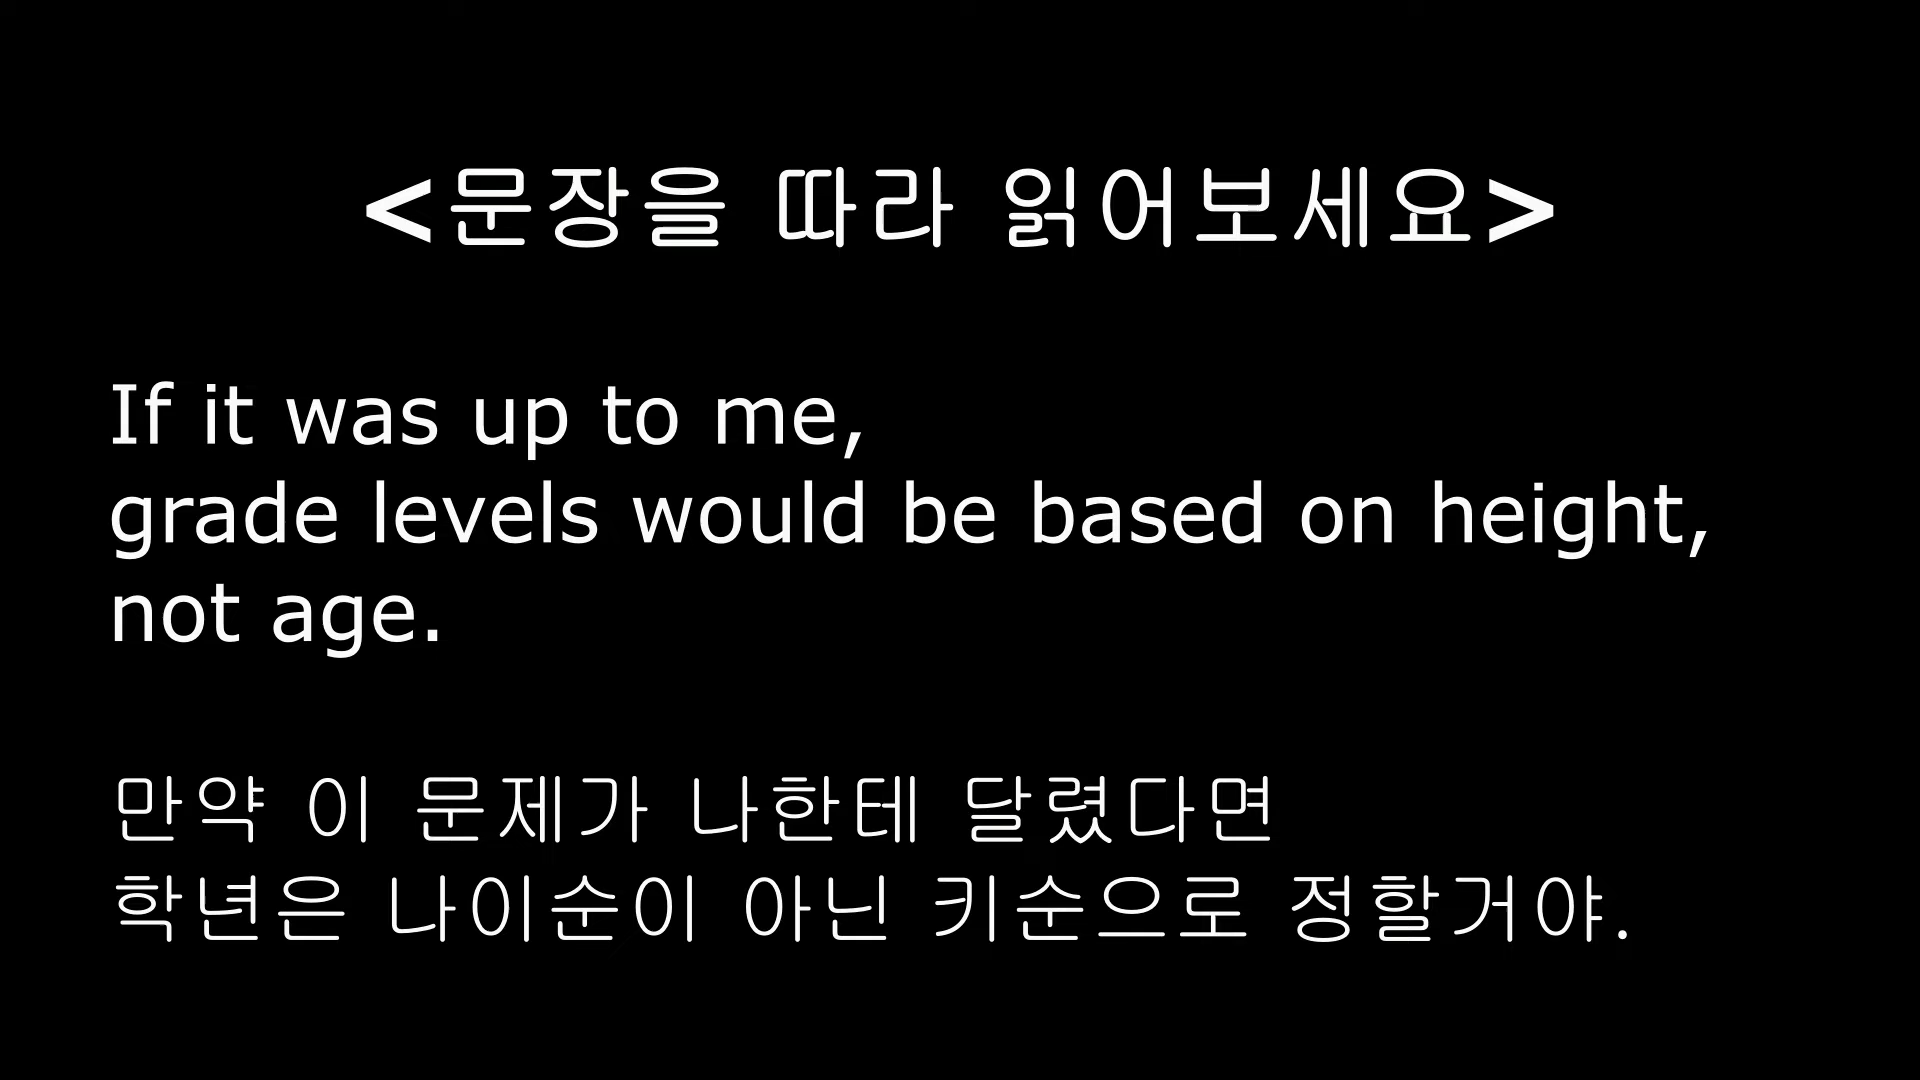 <문장을 따라 읽어보세요>
If it was up to me,
grade levels would be based on height,
not age.
만약 이 문제가 나한테 달렸다면
학년은 나이순이 아닌 키순으로 정할거야.